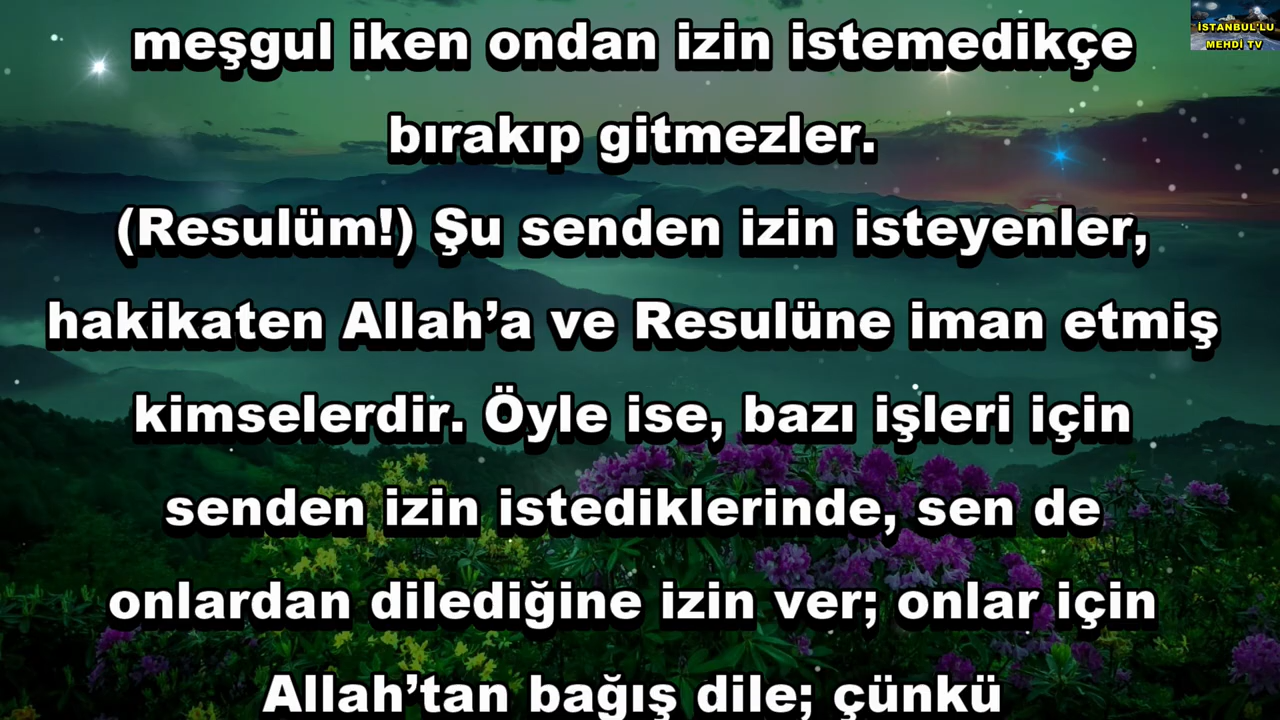 İSTANBUL'LU
MEHDİ TV
meşgul iken ondan izin istemedikçe
bırakıp gitmezler.
(Resulüm!) Şu senden izin isteyenler,
hakikaten Allah’a ve Resulüne iman etmiş
kimselerdir. Öyle ise, bazı işleri için
senden izin istediklerinde, sen de
onlardan dilediğine izin ver; onlar için
Allah’tan bağış dile; çünkü